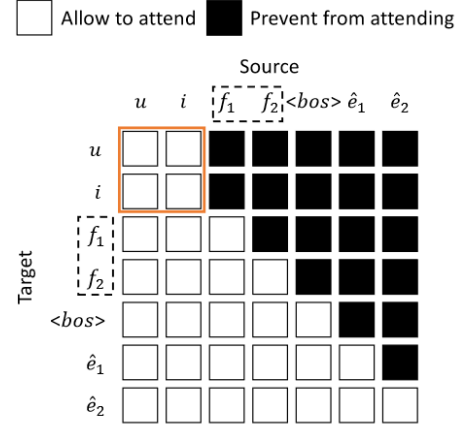 Allow to attend Prevent from attending
Source
u i f₁ f₂ <bos> ê₁ ê₂
u
i
f₁
f₂
<bos>
ê₁
ê₂
Target